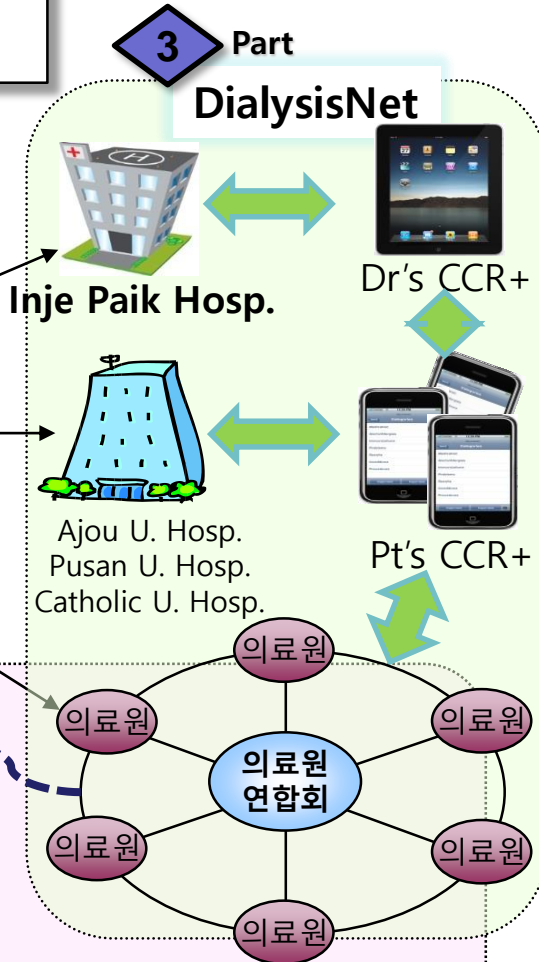 3 Part
DialysisNet
Inje Paik Hosp.
Dr's CCR+
Ajou U. Hosp.
Pusan U. Hosp.
Catholic U. Hosp.
Pt's CCR+
의료원
의료원
의료원
의료원
연합회
의료원
의료원
의료원